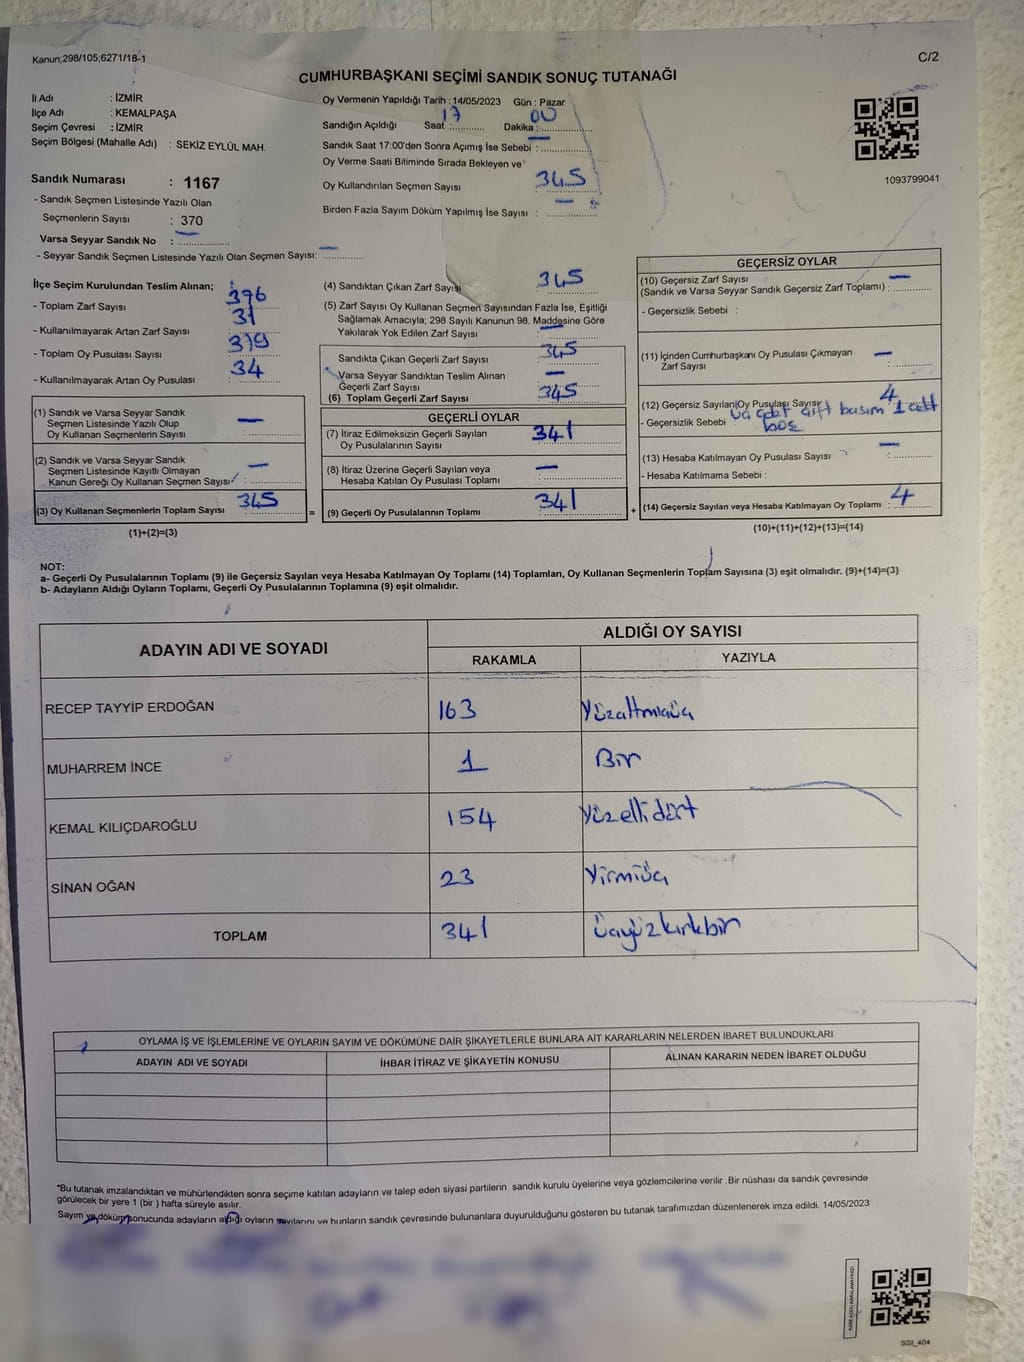 Kanun;298/105;6271/18-1
C/2
CUMHURBAŞKANI SEÇİMİ SANDIK SONUÇ TUTANAĞI
İl Adı : İZMİR
İlçe Adı : KEMALPAŞA
Seçim Çevresi : İZMİR
Seçim Bölgesi (Mahalle Adı) : SEKİZ EYLÜL MAH.
Sandık Numarası : 1167
- Sandık Seçmen Listesinde Yazılı Olan
Seçmenlerin Sayısı : 370
Varsa Seyyar Sandık No : —
- Seyyar Sandık Seçmen Listesinde Yazılı Olan Seçmen Sayısı: —
Oy Vermenin Yapıldığı Tarih : 14/05/2023 Gün : Pazar
Sandığın Açıldığı Saat : 17 Dakika : 00
Sandık Saat 17:00'den Sonra Açımış İse Sebebi : —
Oy Verme Saati Bitiminde Sırada Bekleyen ve
Oy Kullandırılan Seçmen Sayısı 345
Birden Fazla Sayım Döküm Yapılmış İse Sayısı : —
1093799041
İlçe Seçim Kurulundan Teslim Alınan;
- Toplam Zarf Sayısı : 376
- Kullanılmayarak Artan Zarf Sayısı : 31
- Toplam Oy Pusulası Sayısı : 379
- Kullanılmayarak Artan Oy Pusulası : 34
(1) Sandık ve Varsa Seyyar Sandık
Seçmen Listesinde Yazılı Olup
Oy Kullanan Seçmenlerin Sayısı —
(2) Sandık ve Varsa Seyyar Sandık
Seçmen Listesinde Kayıtlı Olmayan
Kanun Gereği Oy Kullanan Seçmen Sayısı : —
(3) Oy Kullanan Seçmenlerin Toplam Sayısı 345
(1)+(2)=(3)
(4) Sandıktan Çıkan Zarf Sayısı 345
(5) Zarf Sayısı Oy Kullanan Seçmen Sayısından Fazla İse, Eşitliği
Sağlamak Amacıyla; 298 Sayılı Kanunun 98. Maddesine Göre
Yakılarak Yok Edilen Zarf Sayısı —
Sandıkta Çıkan Geçerli Zarf Sayısı 345
Varsa Seyyar Sandıktan Teslim Alınan
Geçerli Zarf Sayısı —
(6) Toplam Geçerli Zarf Sayısı 345
GEÇERLİ OYLAR
(7) İtiraz Edilmeksizin Geçerli Sayılan
Oy Pusulalarının Sayısı 341
(8) İtiraz Üzerine Geçerli Sayılan veya
Hesaba Katılan Oy Pusulası Toplamı —
= (9) Geçerli Oy Pusulalarının Toplamı 341
GEÇERSİZ OYLAR
(10) Geçersiz Zarf Sayısı
(Sandık ve Varsa Seyyar Sandık Geçersiz Zarf Toplamı) : —
- Geçersizlik Sebebi :
(11) İçinden Cumhurbaşkanı Oy Pusulası Çıkmayan
Zarf Sayısı —
(12) Geçersiz Sayılan Oy Pusulası Sayısı 4
- Geçersizlik Sebebi üç adet çift basım 1 adet
boş
(13) Hesaba Katılmayan Oy Pusulası Sayısı : —
- Hesaba Katılmama Sebebi :
+ (14) Geçersiz Sayılan veya Hesaba Katılmayan Oy Toplamı : 4
(10)+(11)+(12)+(13)=(14)
NOT:
a- Geçerli Oy Pusulalarının Toplamı (9) ile Geçersiz Sayılan veya Hesaba Katılmayan Oy Toplamı (14) Toplamları, Oy Kullanan Seçmenlerin Toplam Sayısına (3) eşit olmalıdır. (9)+(14)=(3)
b- Adayların Aldığı Oyların Toplamı, Geçerli Oy Pusulalarının Toplamına (9) eşit olmalıdır.
ADAYIN ADI VE SOYADI
ALDIĞI OY SAYISI
RAKAMLA YAZIYLA
RECEP TAYYİP ERDOĞAN 163 Yüzaltmışüç
MUHARREM İNCE 1 Bir
KEMAL KILIÇDAROĞLU 154 Yüzellidört
SİNAN OĞAN 23 Yirmiüç
TOPLAM 341 Üçyüzkırkbir
OYLAMA İŞ VE İŞLEMLERİNE VE OYLARIN SAYIM VE DÖKÜMÜNE DAİR ŞİKAYETLERLE BUNLARA AİT KARARLARIN NELERDEN İBARET BULUNDUKLARI
ADAYIN ADI VE SOYADI İHBAR İTİRAZ VE ŞİKAYETİN KONUSU ALINAN KARARIN NEDEN İBARET OLDUĞU
*Bu tutanak imzalandıktan ve mühürlendikten sonra seçime katılan adayların ve talep eden siyasi partilerin sandık kurulu üyelerine veya gözlemcilerine verilir .Bir nüshası da sandık çevresinde
görülecek bir yere 1 (bir ) hafta süreyle asılır.
Sayım ve döküm sonucunda adayların aldığı oyların sayılarını ve bunların sandık çevresinde bulunanlara duyurulduğunu gösteren bu tutanak tarafımızdan düzenlenerek imza edildi. 14/05/2023
SSI_404